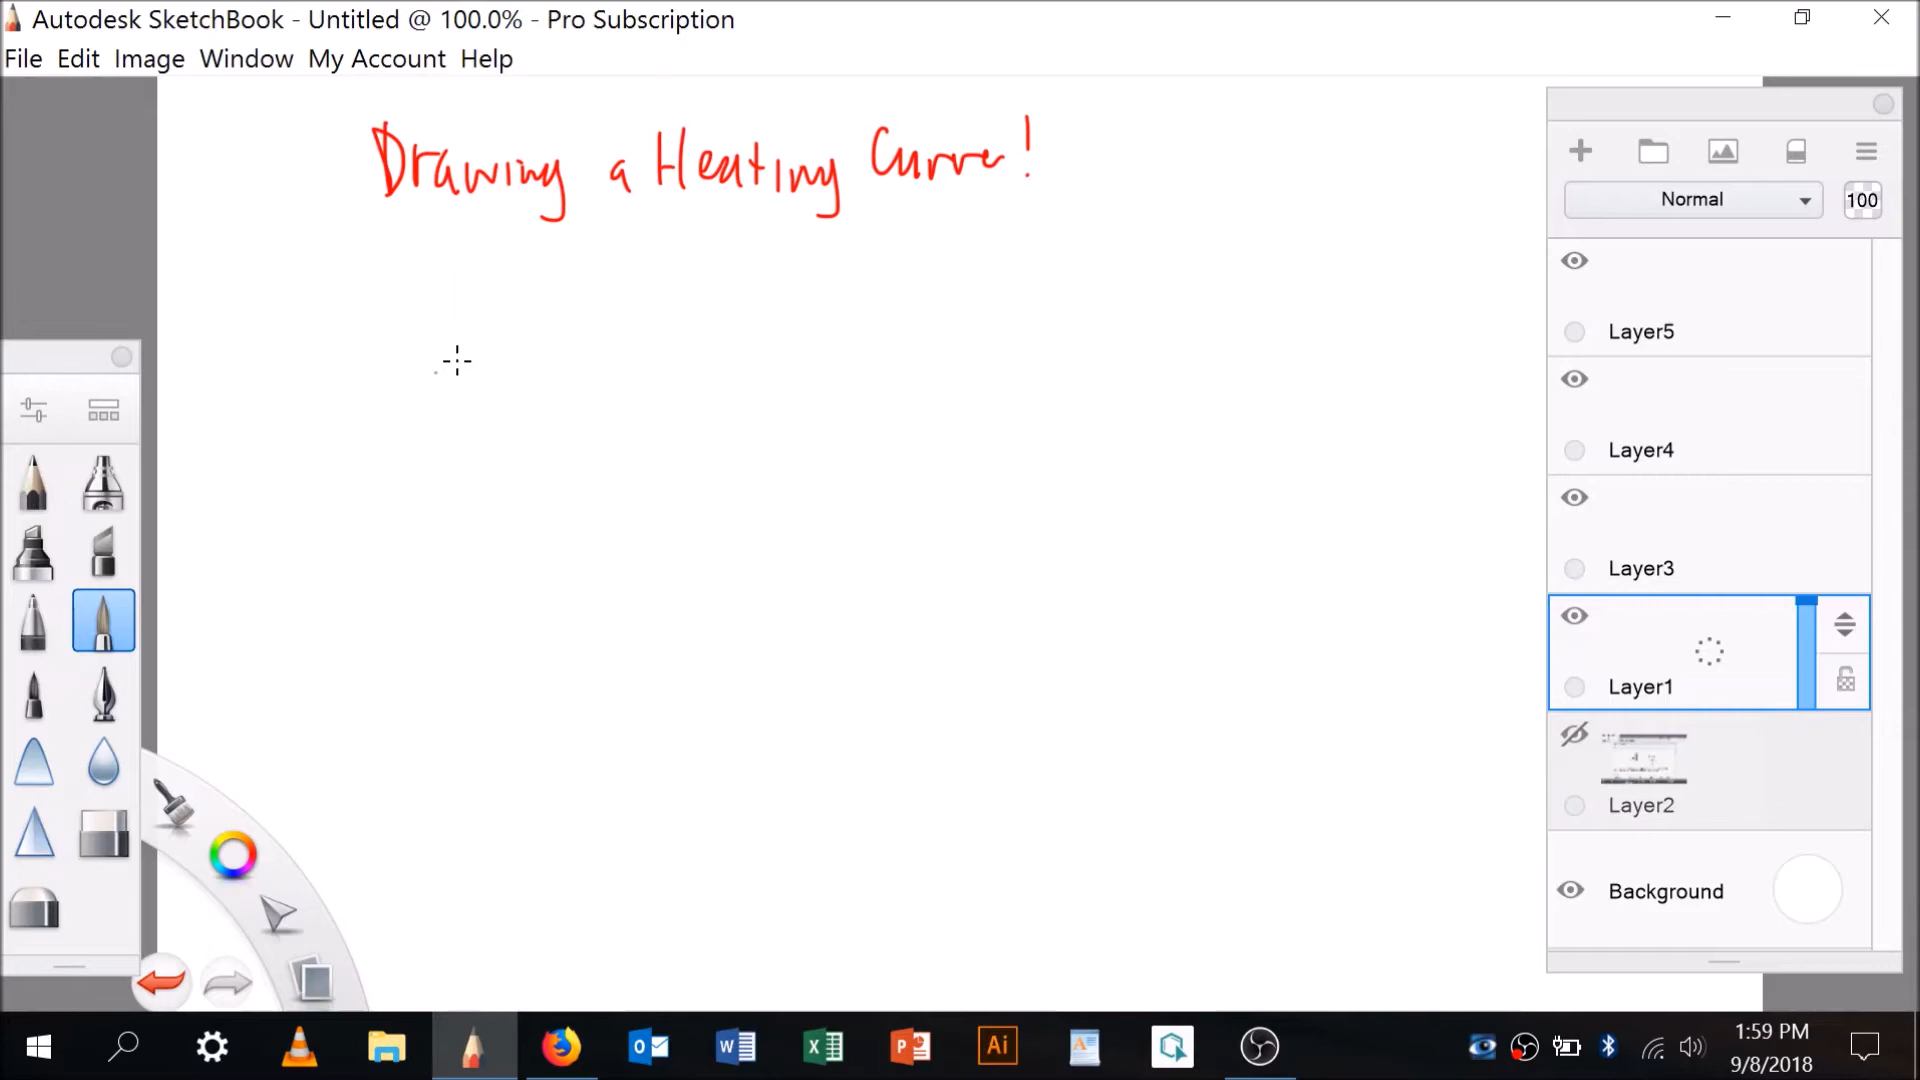 Autodesk SketchBook - Untitled @ 100.0% - Pro Subscription
File Edit Image Window My Account Help
Drawing a Heating Curve!
Normal 100
Layer5
Layer4
Layer3
Layer1
Layer2
Background
1:59 PM
9/8/2018